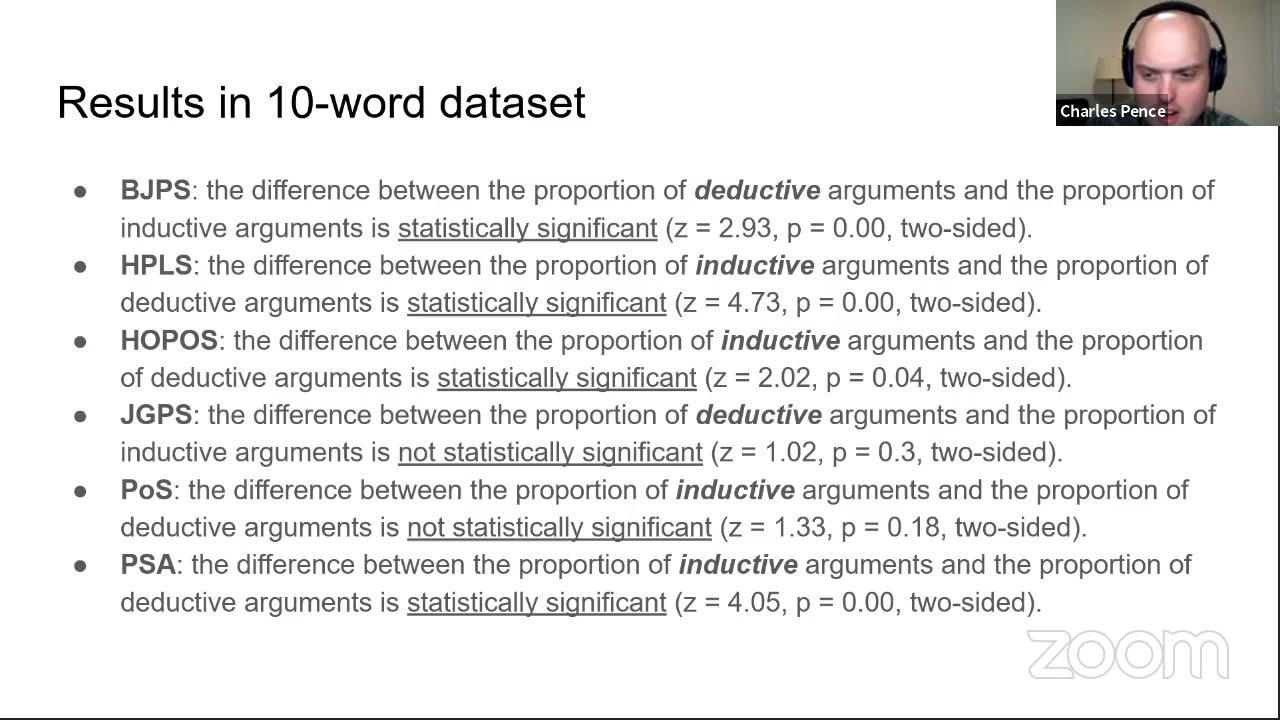 Charles Pence
Results in 10-word dataset
● BJPS: the difference between the proportion of deductive arguments and the proportion of
inductive arguments is statistically significant (z = 2.93, p = 0.00, two-sided).
● HPLS: the difference between the proportion of inductive arguments and the proportion of
deductive arguments is statistically significant (z = 4.73, p = 0.00, two-sided).
● HOPOS: the difference between the proportion of inductive arguments and the proportion
of deductive arguments is statistically significant (z = 2.02, p = 0.04, two-sided).
● JGPS: the difference between the proportion of deductive arguments and the proportion of
inductive arguments is not statistically significant (z = 1.02, p = 0.3, two-sided).
● PoS: the difference between the proportion of inductive arguments and the proportion of
deductive arguments is not statistically significant (z = 1.33, p = 0.18, two-sided).
● PSA: the difference between the proportion of inductive arguments and the proportion of
deductive arguments is statistically significant (z = 4.05, p = 0.00, two-sided).
zoom